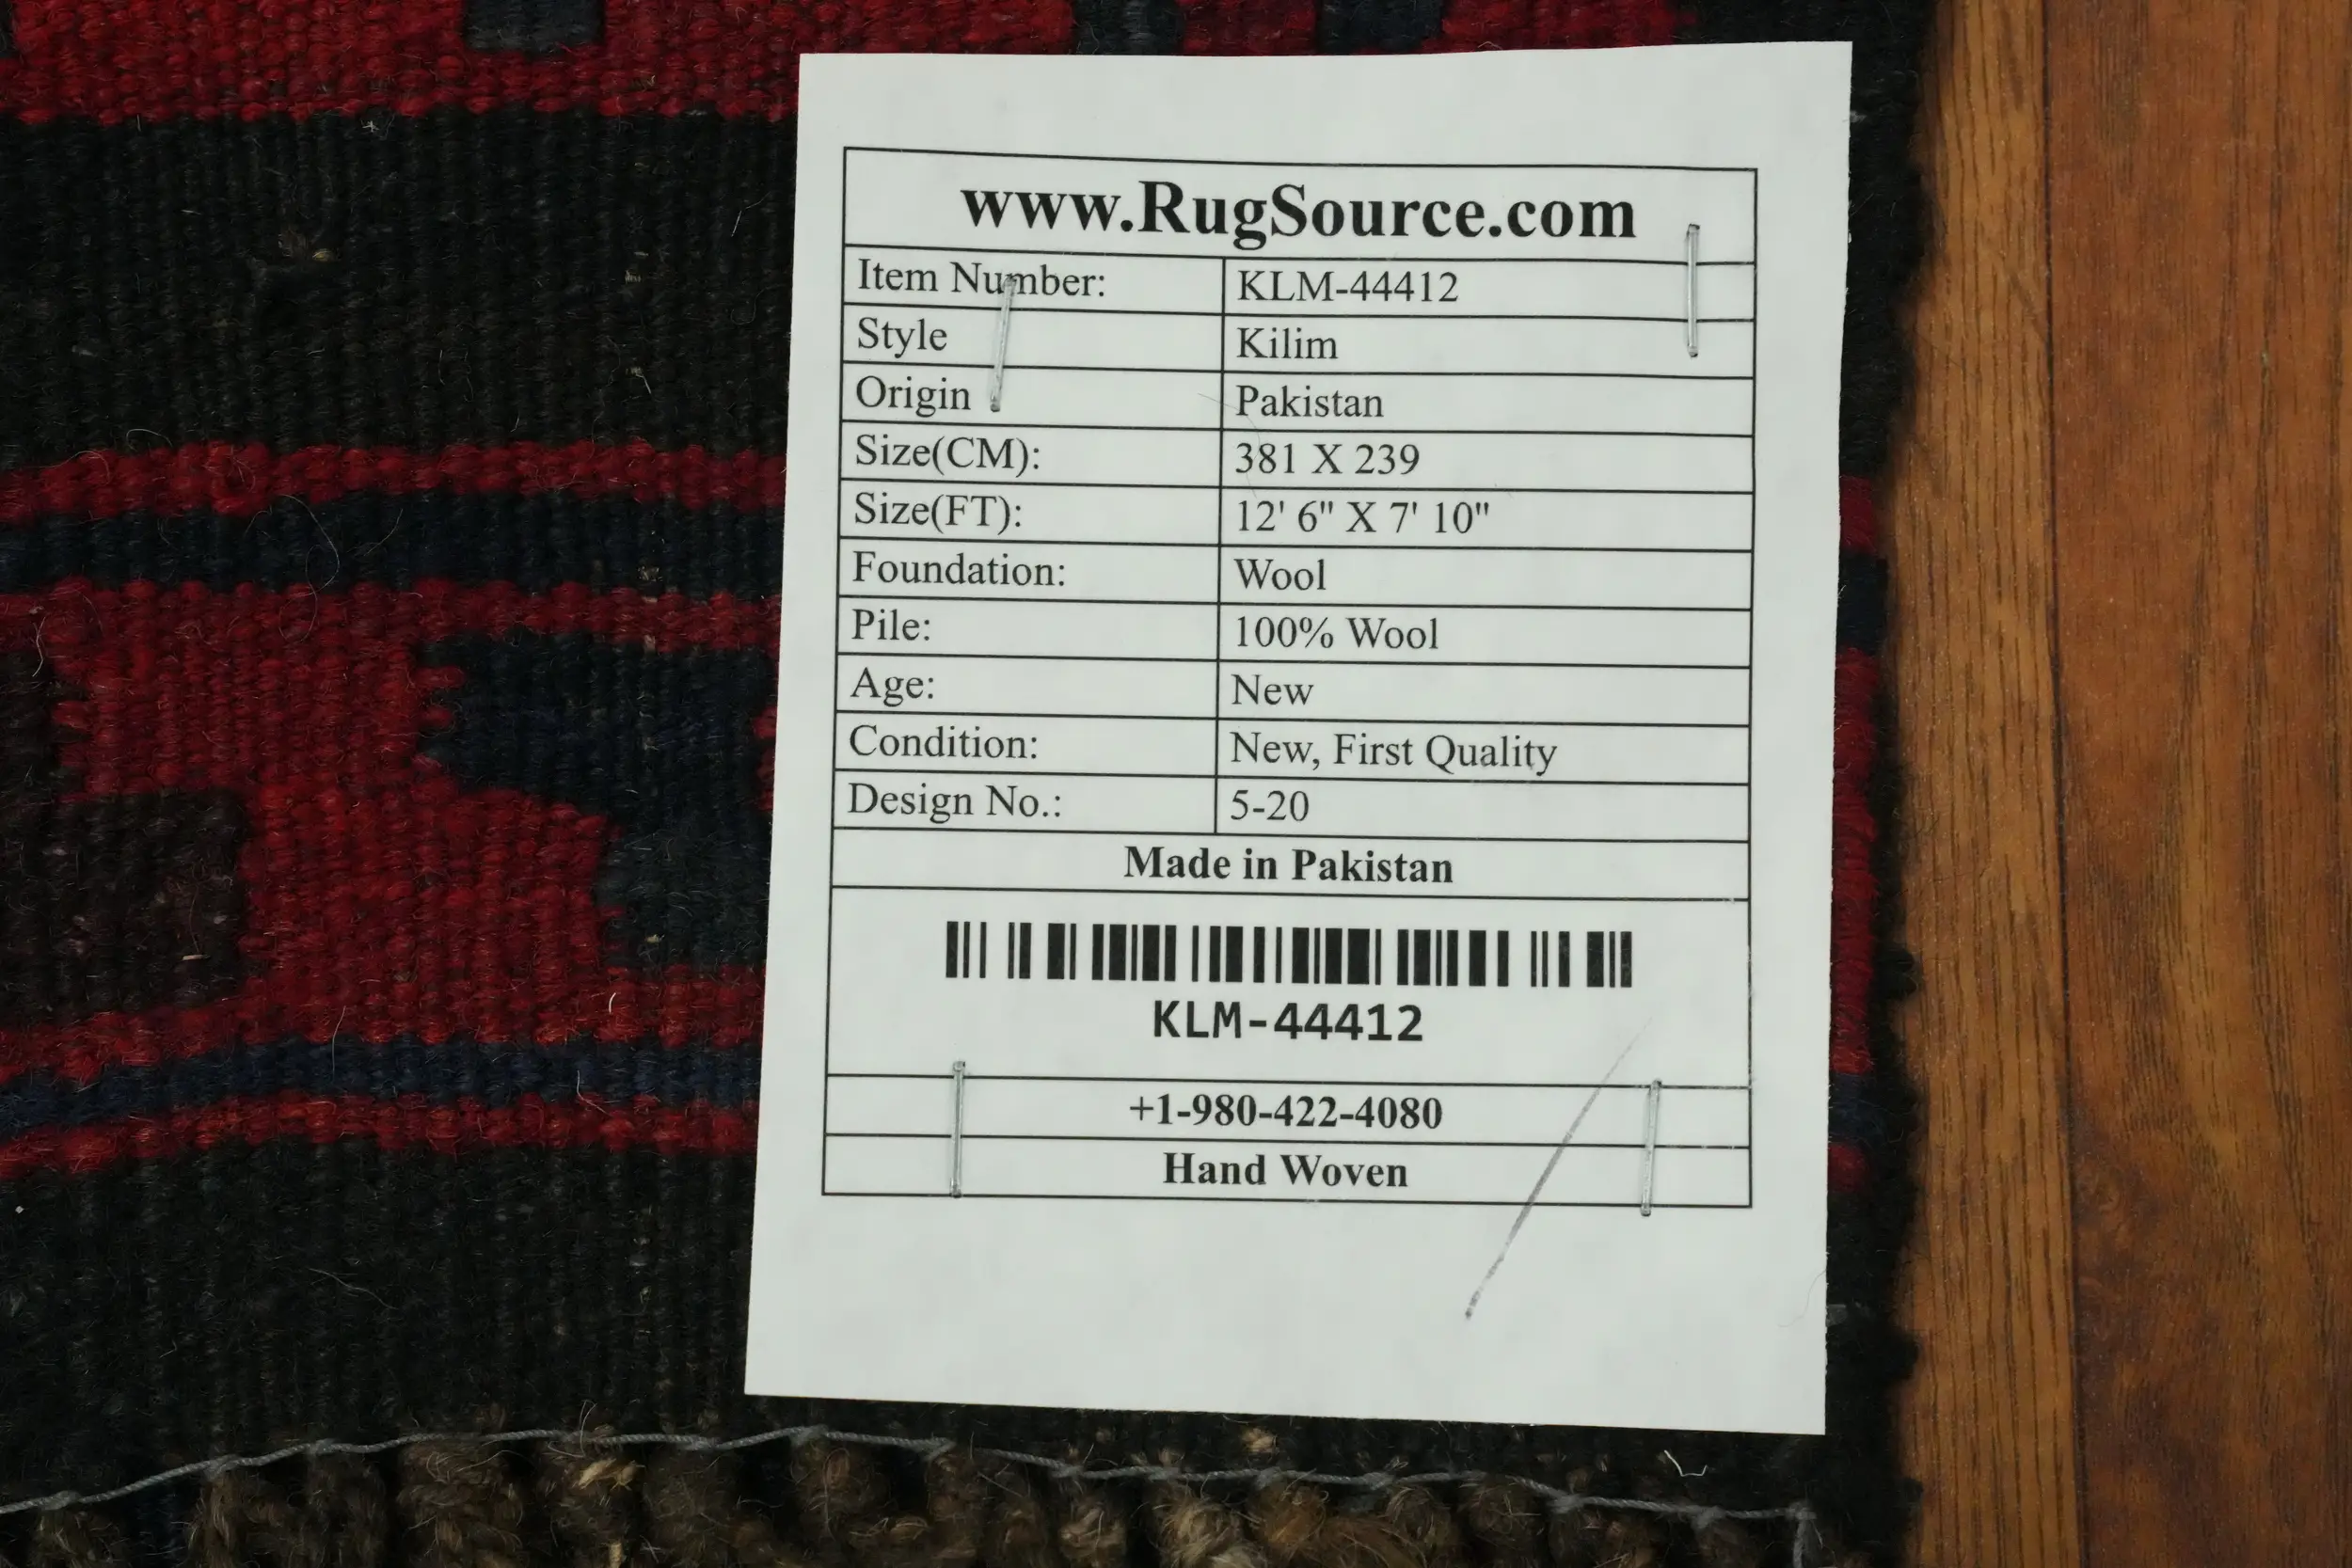 www.RugSource.com
Item Number: KLM-44412
Style Kilim
Origin Pakistan
Size(CM): 381 X 239
Size(FT): 12' 6" X 7' 10"
Foundation: Wool
Pile: 100% Wool
Age: New
Condition: New, First Quality
Design No.: 5-20
Made in Pakistan
KLM-44412
+1-980-422-4080
Hand Woven